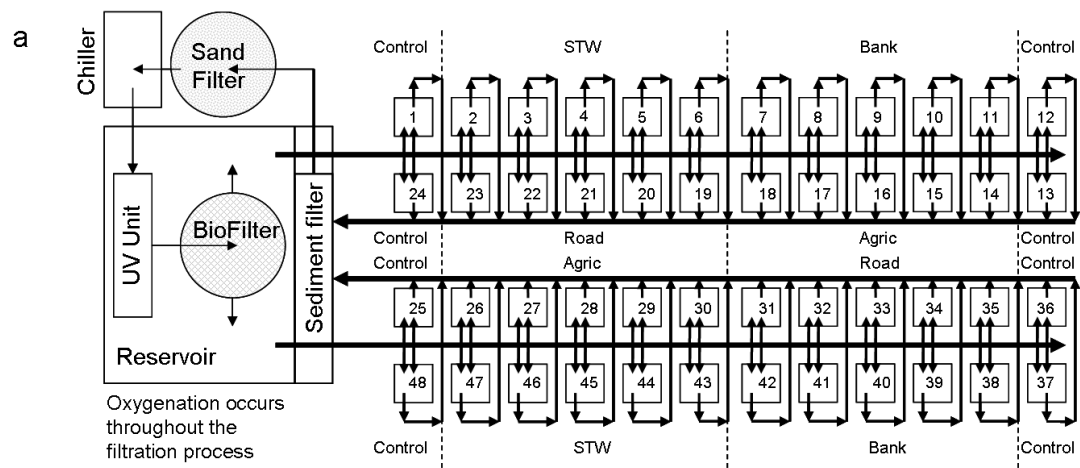 a
Chiller
Sand
Filter
UV Unit
BioFilter
Sediment filter
Reservoir
Oxygenation occurs
throughout the
filtration process
Control STW Bank Control
1 2 3 4 5 6 7 8 9 10 11 12
24 23 22 21 20 19 18 17 16 15 14 13
Control Road Agric Control
Control Agric Road Control
25 26 27 28 29 30 31 32 33 34 35 36
48 47 46 45 44 43 42 41 40 39 38 37
Control STW Bank Control